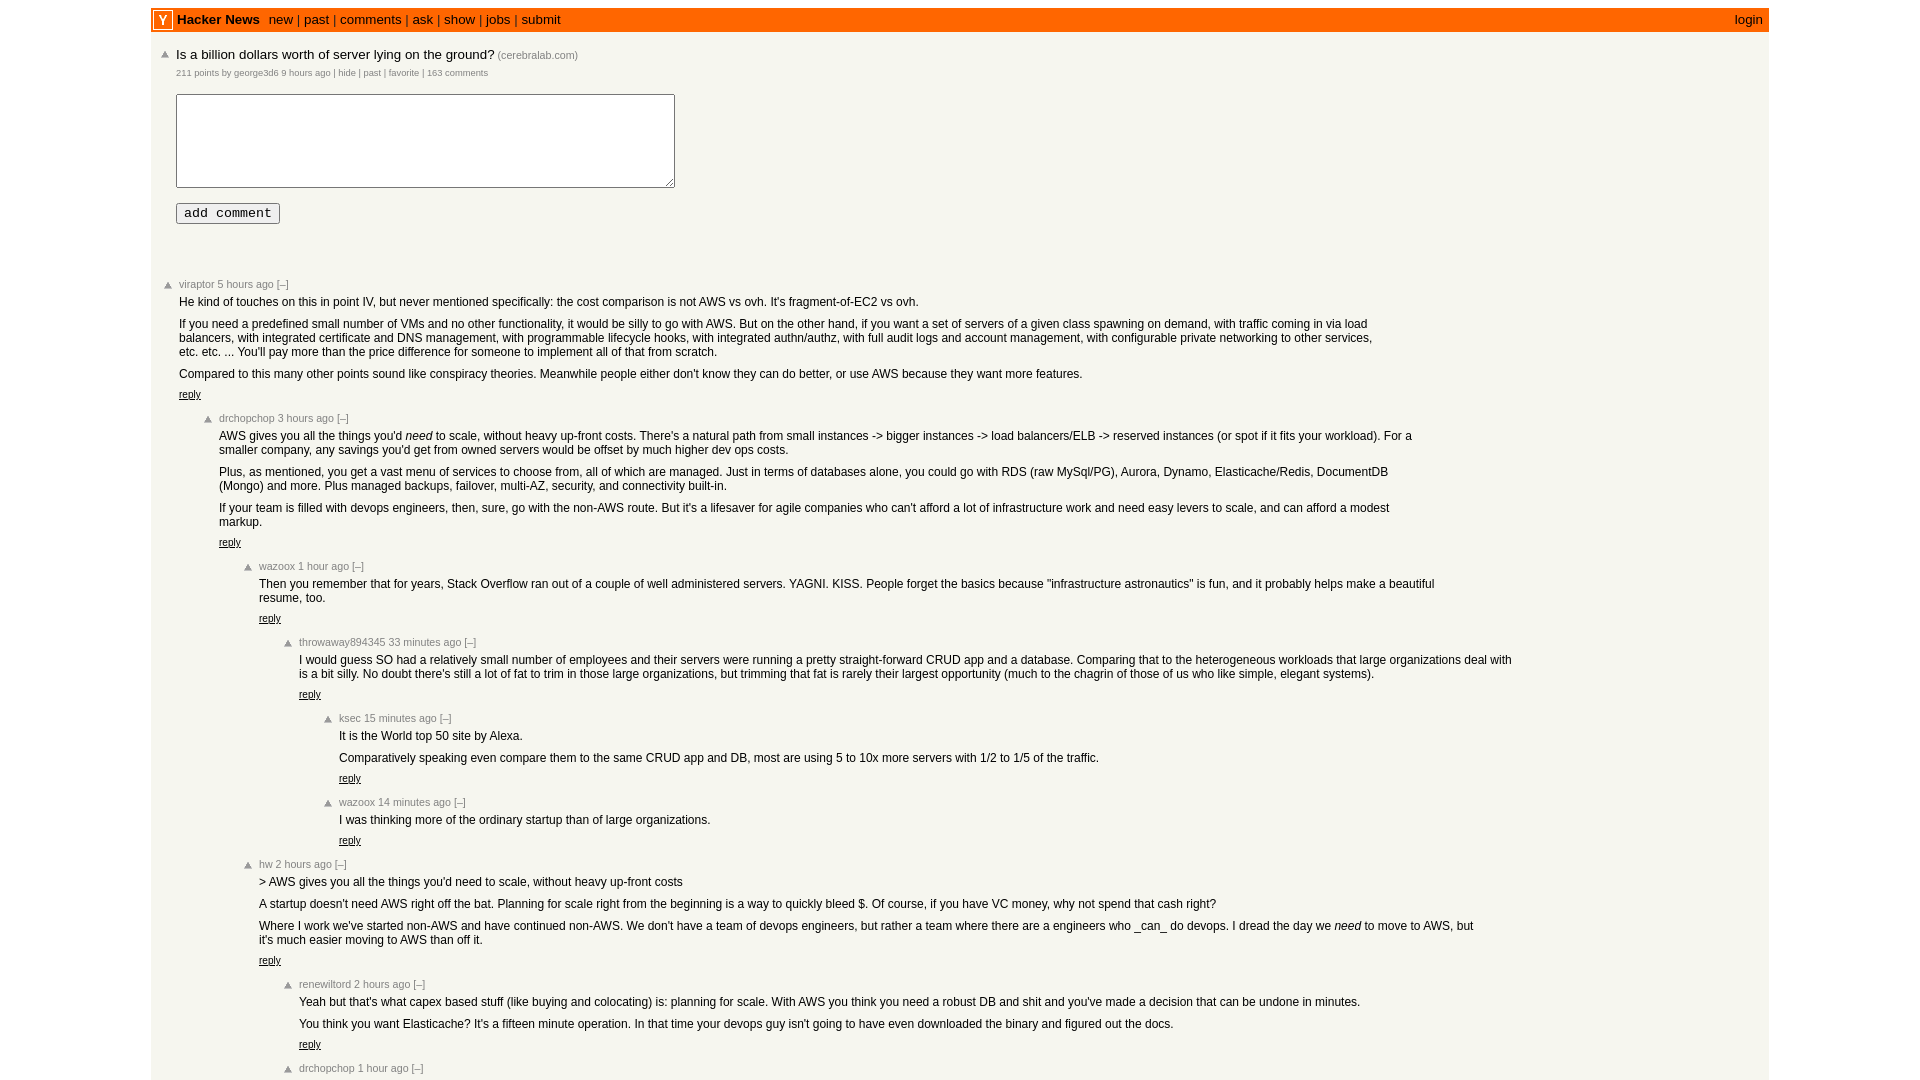 Y Hacker News new | past | comments | ask | show | jobs | submit login
Is a billion dollars worth of server lying on the ground? (cerebralab.com)
211 points by george3d6 9 hours ago | hide | past | favorite | 163 comments
add comment
viraptor 5 hours ago [–]
He kind of touches on this in point IV, but never mentioned specifically: the cost comparison is not AWS vs ovh. It's fragment-of-EC2 vs ovh.
If you need a predefined small number of VMs and no other functionality, it would be silly to go with AWS. But on the other hand, if you want a set of servers of a given class spawning on demand, with traffic coming in via load
balancers, with integrated certificate and DNS management, with programmable lifecycle hooks, with integrated authn/authz, with full audit logs and account management, with configurable private networking to other services,
etc. etc. ... You'll pay more than the price difference for someone to implement all of that from scratch.
Compared to this many other points sound like conspiracy theories. Meanwhile people either don't know they can do better, or use AWS because they want more features.
reply
drchopchop 3 hours ago [–]
AWS gives you all the things you'd need to scale, without heavy up-front costs. There's a natural path from small instances -> bigger instances -> load balancers/ELB -> reserved instances (or spot if it fits your workload). For a
smaller company, any savings you'd get from owned servers would be offset by much higher dev ops costs.
Plus, as mentioned, you get a vast menu of services to choose from, all of which are managed. Just in terms of databases alone, you could go with RDS (raw MySql/PG), Aurora, Dynamo, Elasticache/Redis, DocumentDB
(Mongo) and more. Plus managed backups, failover, multi-AZ, security, and connectivity built-in.
If your team is filled with devops engineers, then, sure, go with the non-AWS route. But it's a lifesaver for agile companies who can't afford a lot of infrastructure work and need easy levers to scale, and can afford a modest
markup.
reply
wazoox 1 hour ago [–]
Then you remember that for years, Stack Overflow ran out of a couple of well administered servers. YAGNI. KISS. People forget the basics because "infrastructure astronautics" is fun, and it probably helps make a beautiful
resume, too.
reply
throwaway894345 33 minutes ago [–]
I would guess SO had a relatively small number of employees and their servers were running a pretty straight-forward CRUD app and a database. Comparing that to the heterogeneous workloads that large organizations deal with
is a bit silly. No doubt there's still a lot of fat to trim in those large organizations, but trimming that fat is rarely their largest opportunity (much to the chagrin of those of us who like simple, elegant systems).
reply
ksec 15 minutes ago [–]
It is the World top 50 site by Alexa.
Comparatively speaking even compare them to the same CRUD app and DB, most are using 5 to 10x more servers with 1/2 to 1/5 of the traffic.
reply
wazoox 14 minutes ago [–]
I was thinking more of the ordinary startup than of large organizations.
reply
hw 2 hours ago [–]
> AWS gives you all the things you'd need to scale, without heavy up-front costs
A startup doesn't need AWS right off the bat. Planning for scale right from the beginning is a way to quickly bleed $. Of course, if you have VC money, why not spend that cash right?
Where I work we've started non-AWS and have continued non-AWS. We don't have a team of devops engineers, but rather a team where there are a engineers who _can_ do devops. I dread the day we need to move to AWS, but
it's much easier moving to AWS than off it.
reply
renewiltord 2 hours ago [–]
Yeah but that's what capex based stuff (like buying and colocating) is: planning for scale. With AWS you think you need a robust DB and shit and you've made a decision that can be undone in minutes.
You think you want Elasticache? It's a fifteen minute operation. In that time your devops guy isn't going to have even downloaded the binary and figured out the docs.
reply
drchopchop 1 hour ago [–]